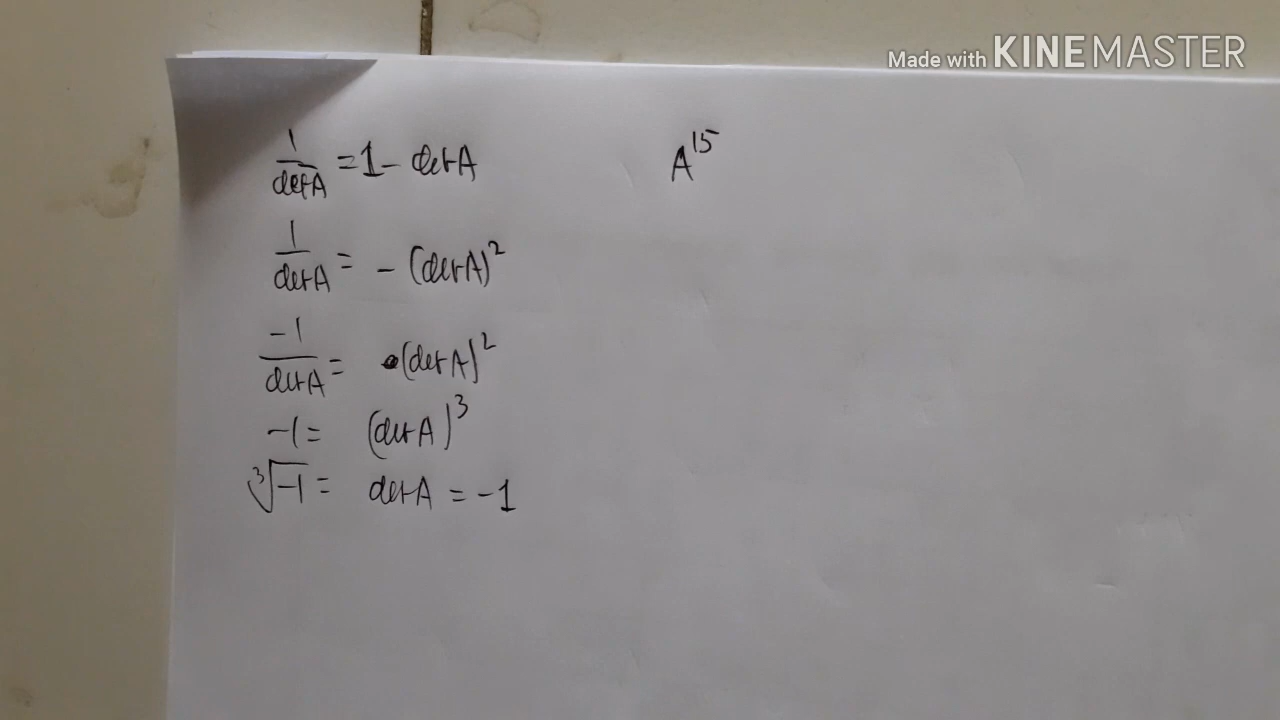 Made with KINEMASTER
1/detA = 1 - detA
A^15
1/detA = - (detA)^2
-1/detA = (detA)^2
-1 = (detA)^3
∛-1 = detA = -1